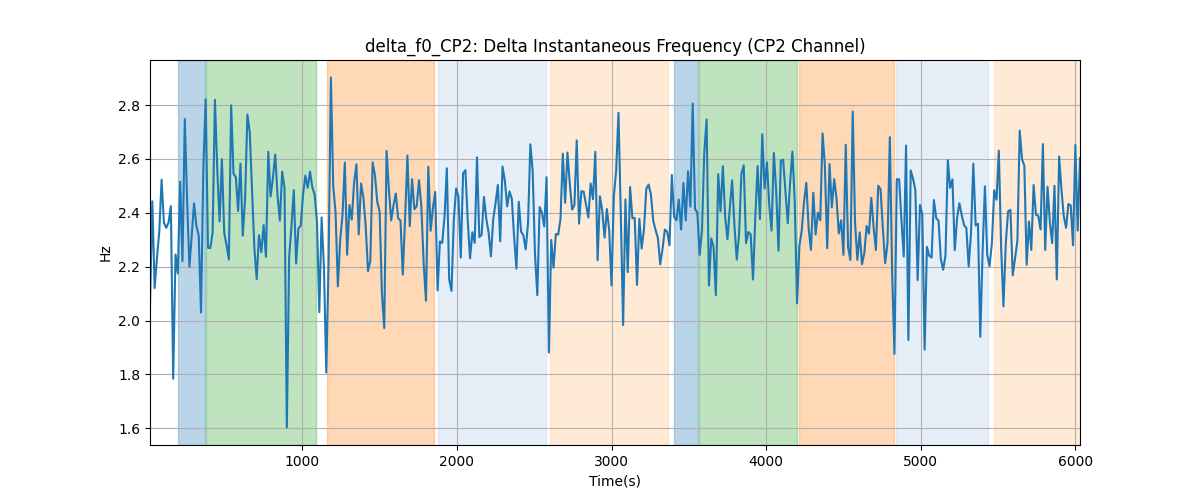 delta_f0_CP2: Delta Instantaneous Frequency (CP2 Channel)
Hz
2.8
2.6
2.4
2.2
2.0
1.8
1.6
1000 2000 3000 4000 5000 6000
Time(s)